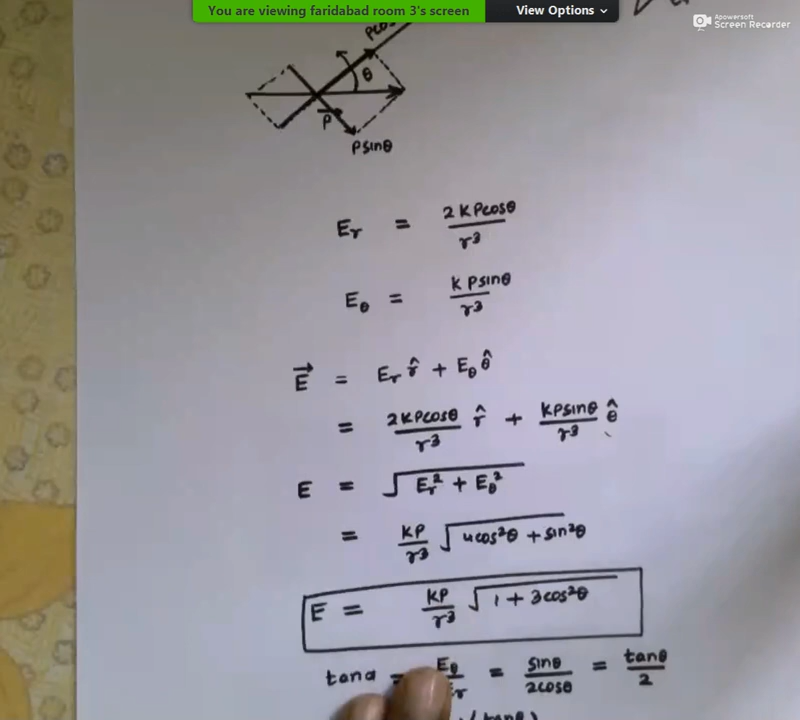 You are viewing faridabad room 3's screen
View Options
Apowersoft
Screen Recorder
θ
P
Psinθ
Er = 2KPcosθ / r³
Eθ = KPsinθ / r³
E⃗ = Er r̂ + Eθ θ̂
= 2KPcosθ / r³ r̂ + KPsinθ / r³ θ̂
E = √(Er² + Eθ²)
= KP / r³ √(4cos²θ + sin²θ)
E = KP / r³ √(1 + 3cos²θ)
tanα = Eθ / Er = sinθ / 2cosθ = tanθ / 2